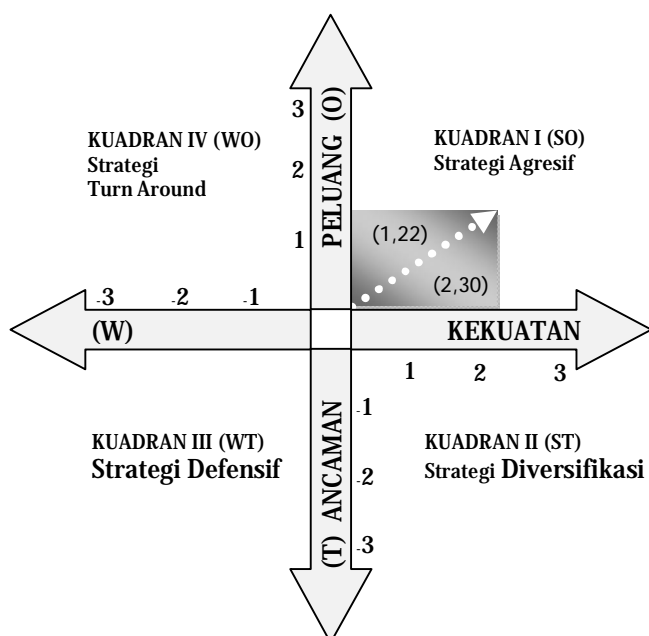 3
PELUANG (O)
KUADRAN IV (WO)
Strategi
Turn Around
KUADRAN I (SO)
Strategi Agresif
2
1
(1,22)
(2,30)
-3 -2 -1
(W)
KEKUATAN
1 2 3
-1
KUADRAN III (WT)
Strategi Defensif
(T) ANCAMAN
KUADRAN II (ST)
Strategi Diversifikasi
-2
-3